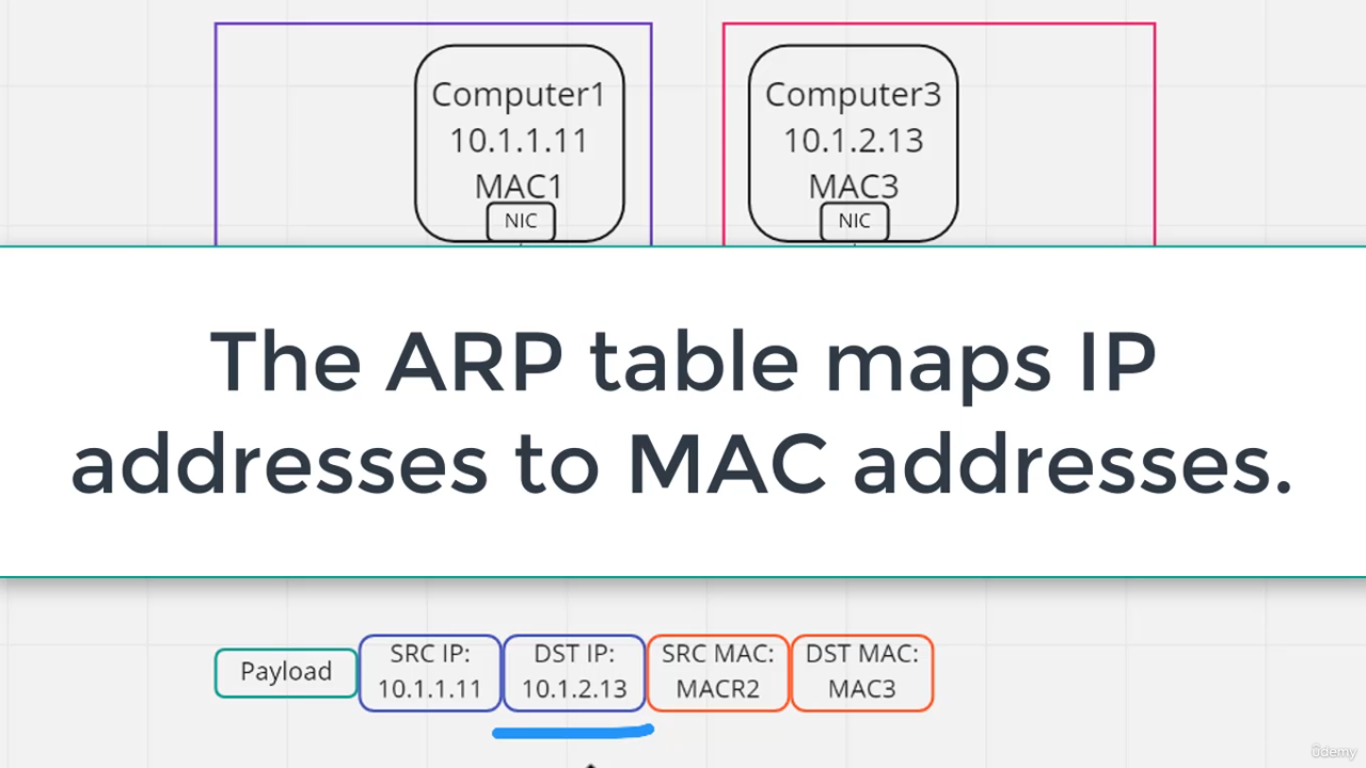 Computer1
10.1.1.11
MAC1
NIC
Computer3
10.1.2.13
MAC3
NIC
The ARP table maps IP
addresses to MAC addresses.
Payload
SRC IP:
10.1.1.11
DST IP:
10.1.2.13
SRC MAC:
MACR2
DST MAC:
MAC3
ûdemy